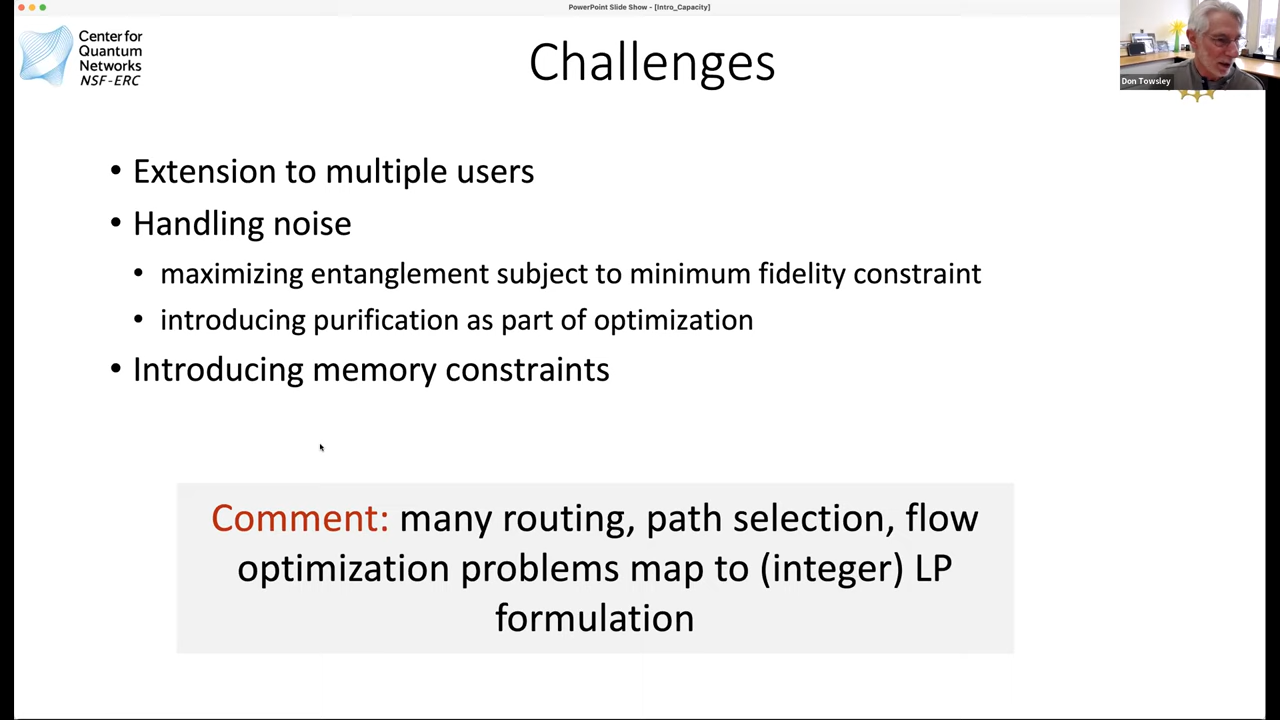 PowerPoint Slide Show - [Intro_Capacity]
Center for
Quantum
Networks
NSF-ERC
Challenges
Don Towsley
• Extension to multiple users
• Handling noise
• maximizing entanglement subject to minimum fidelity constraint
• introducing purification as part of optimization
• Introducing memory constraints
Comment: many routing, path selection, flow
optimization problems map to (integer) LP
formulation